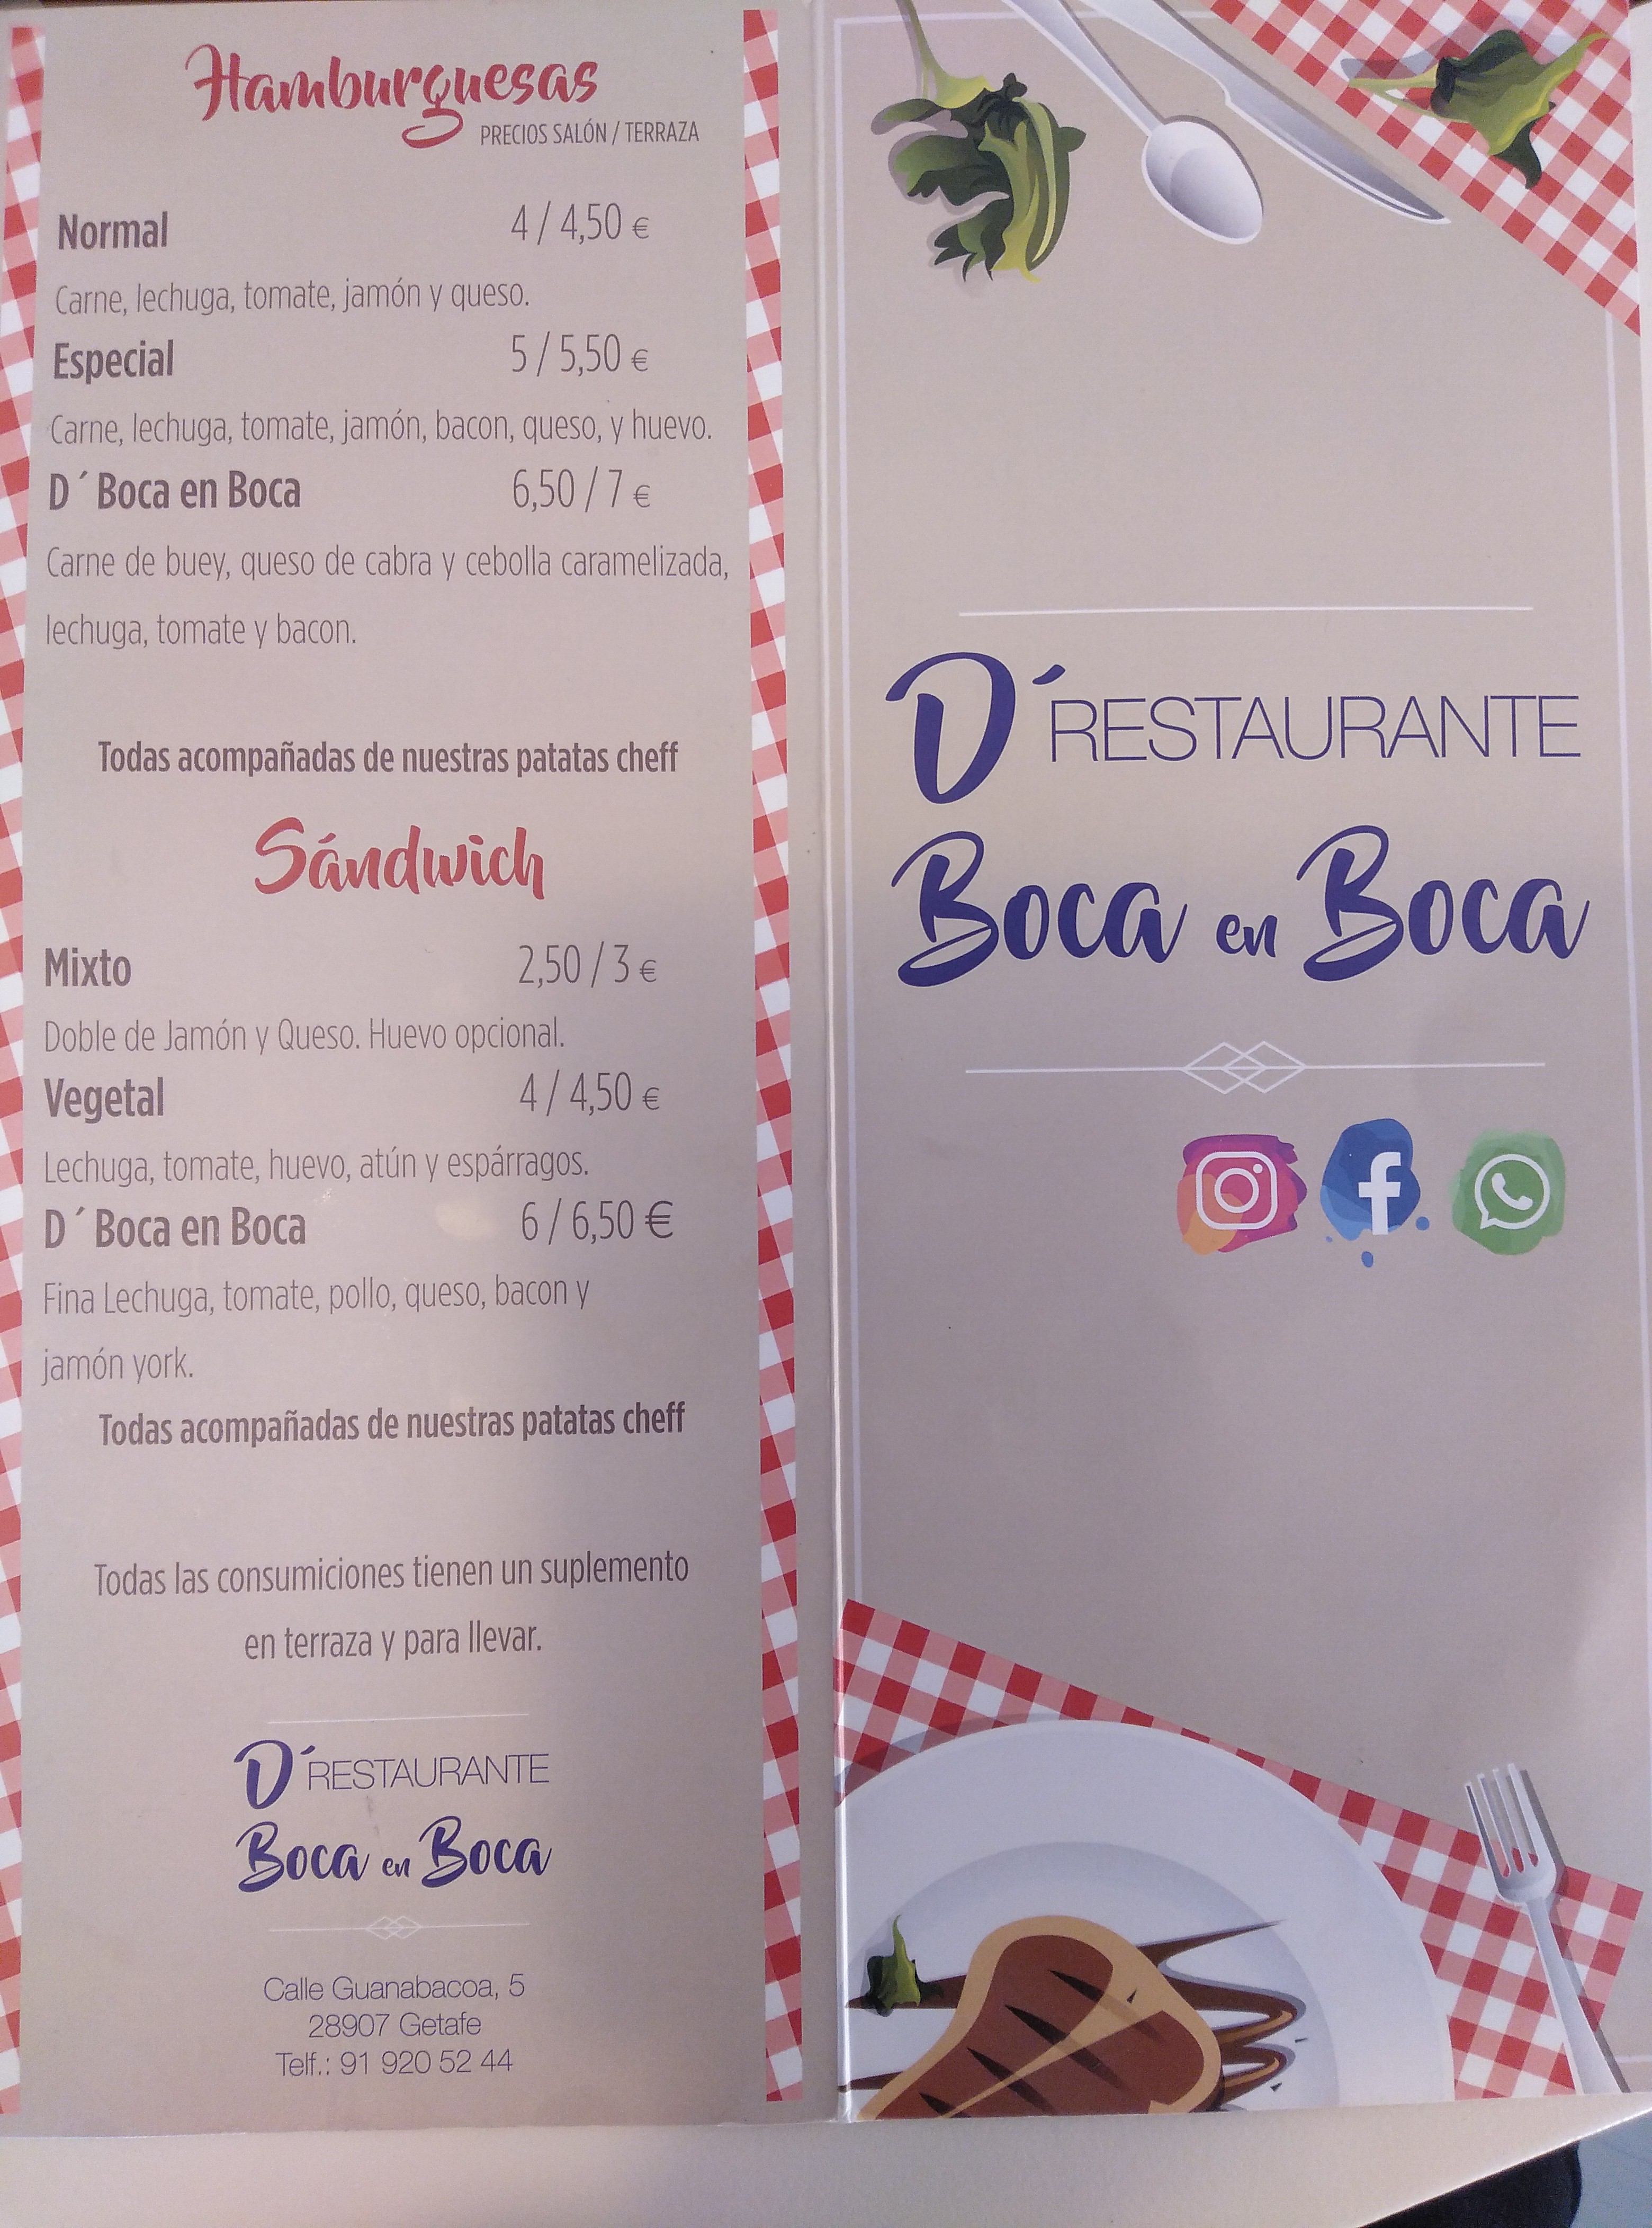 Hamburguesas
PRECIOS SALÓN / TERRAZA
Normal 4 / 4,50 €
Carne, lechuga, tomate, jamón y queso.
Especial 5 / 5,50 €
Carne, lechuga, tomate, jamón, bacon, queso, y huevo.
D´ Boca en Boca 6,50 / 7 €
Carne de buey, queso de cabra y cebolla caramelizada,
lechuga, tomate y bacon.
Todas acompañadas de nuestras patatas cheff
Sándwich
Mixto 2,50 / 3 €
Doble de Jamón y Queso. Huevo opcional.
Vegetal 4 / 4,50 €
Lechuga, tomate, huevo, atún y espárragos.
D´ Boca en Boca 6 / 6,50 €
Fina Lechuga, tomate, pollo, queso, bacon y
jamón york.
Todas acompañadas de nuestras patatas cheff
Todas las consumiciones tienen un suplemento
en terraza y para llevar.
D´RESTAURANTE
Boca en Boca
Calle Guanabacoa, 5
28907 Getafe
Telf.: 91 920 52 44
D´RESTAURANTE
Boca en Boca